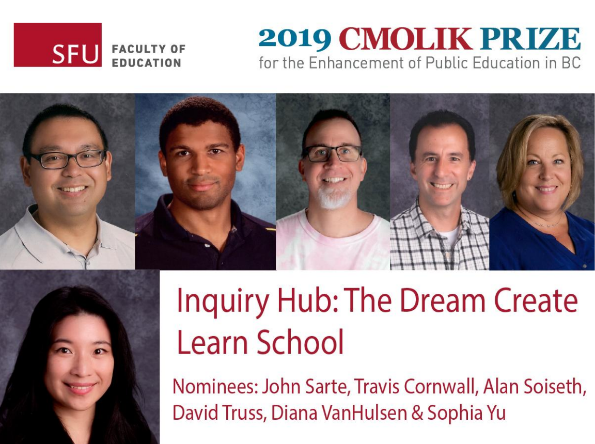 SFU FACULTY OF
EDUCATION
2019 CMOLIK PRIZE
for the Enhancement of Public Education in BC
Inquiry Hub: The Dream Create
Learn School
Nominees: John Sarte, Travis Cornwall, Alan Soiseth,
David Truss, Diana VanHulsen & Sophia Yu